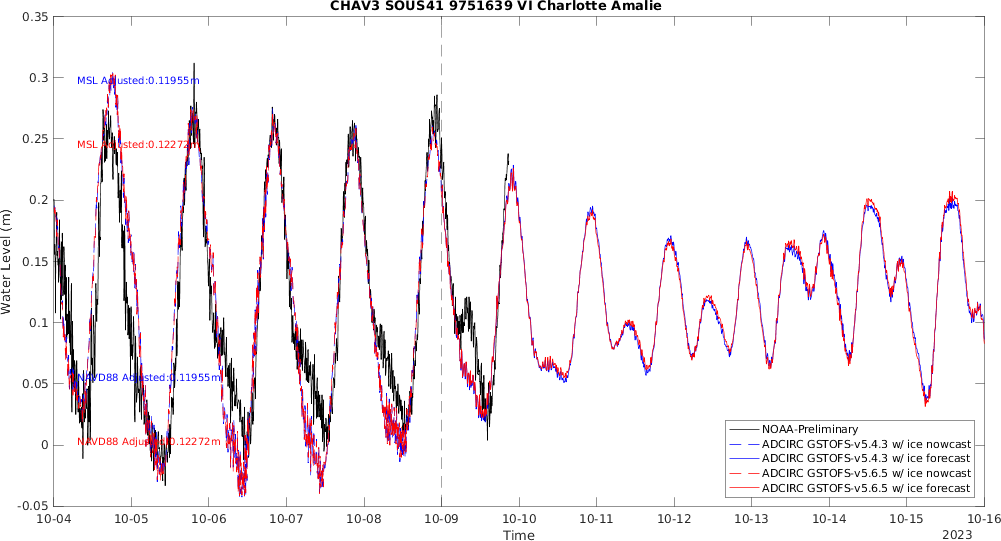 CHAV3 SOUS41 9751639 VI Charlotte Amalie
0.35
0.3
0.25
0.2
0.15
0.1
0.05
0
-0.05
Water Level (m)
MSL Adjusted:0.11955m
MSL Adjusted:0.12272m
NAVD88 Adjusted:0.11955m
NAVD88 Adjusted:0.12272m
NOAA-Preliminary
ADCIRC GSTOFS-v5.4.3 w/ ice nowcast
ADCIRC GSTOFS-v5.4.3 w/ ice forecast
ADCIRC GSTOFS-v5.6.5 w/ ice nowcast
ADCIRC GSTOFS-v5.6.5 w/ ice forecast
10-04 10-05 10-06 10-07 10-08 10-09 10-10 10-11 10-12 10-13 10-14 10-15 10-16
Time
2023